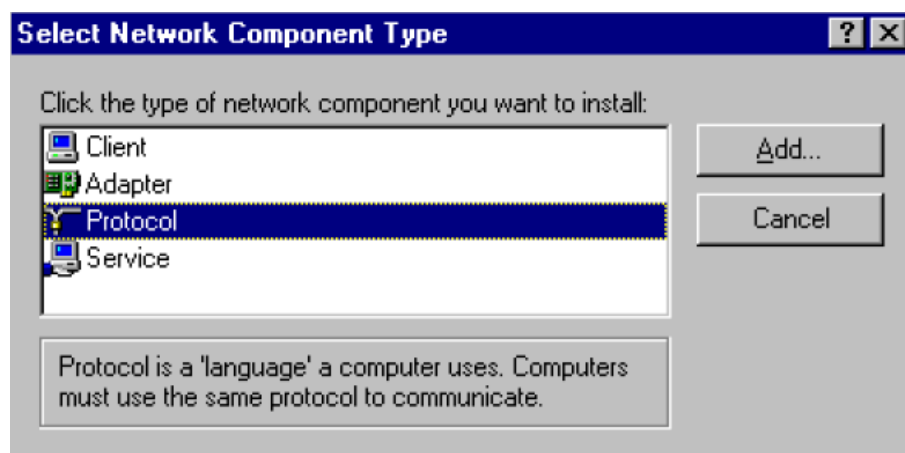 Select Network Component Type
Click the type of network component you want to install:
Client
Adapter
Protocol
Service
Add...
Cancel
Protocol is a 'language' a computer uses. Computers
must use the same protocol to communicate.